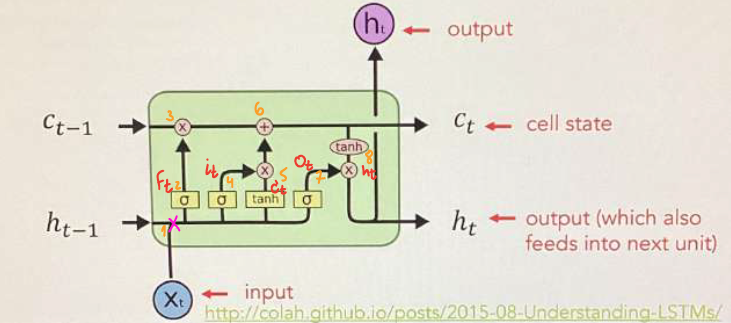 hₜ
output
cₜ₋₁
3
6
cₜ
cell state
x
+
tanh
8
Fₜ
2
iₜ
4
x
5
c̃ₜ
oₜ
7
x
hₜ
σ
σ
tanh
σ
hₜ₋₁
1
x
hₜ
output (which also
feeds into next unit)
Xₜ
input
http://colah.github.io/posts/2015-08-Understanding-LSTMs/